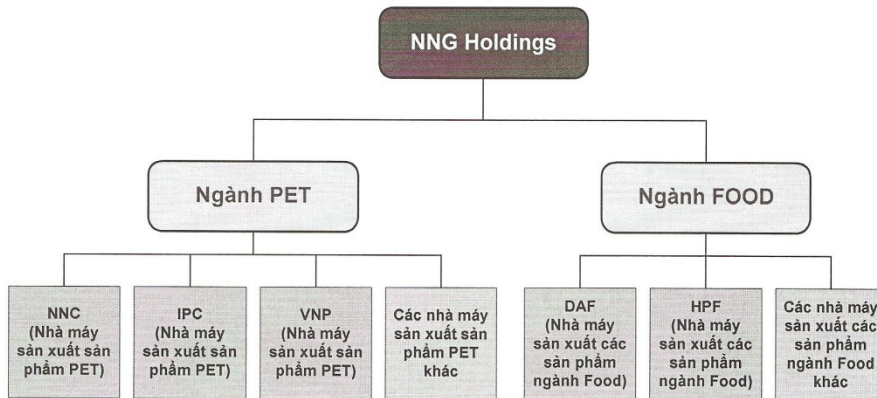 NNG Holdings
Ngành PET
Ngành FOOD
NNC
(Nhà máy
sản xuất sản
phẩm PET)
IPC
(Nhà máy
sản xuất sản
phẩm PET)
VNP
(Nhà máy
sản xuất sản
phẩm PET)
Các nhà máy
sản xuất sản
phẩm PET
khác
DAF
(Nhà máy
sản xuất các
sản phẩm
ngành Food)
HPF
(Nhà máy
sản xuất các
sản phẩm
ngành Food)
Các nhà máy
sản xuất các
sản phẩm
ngành Food
khác